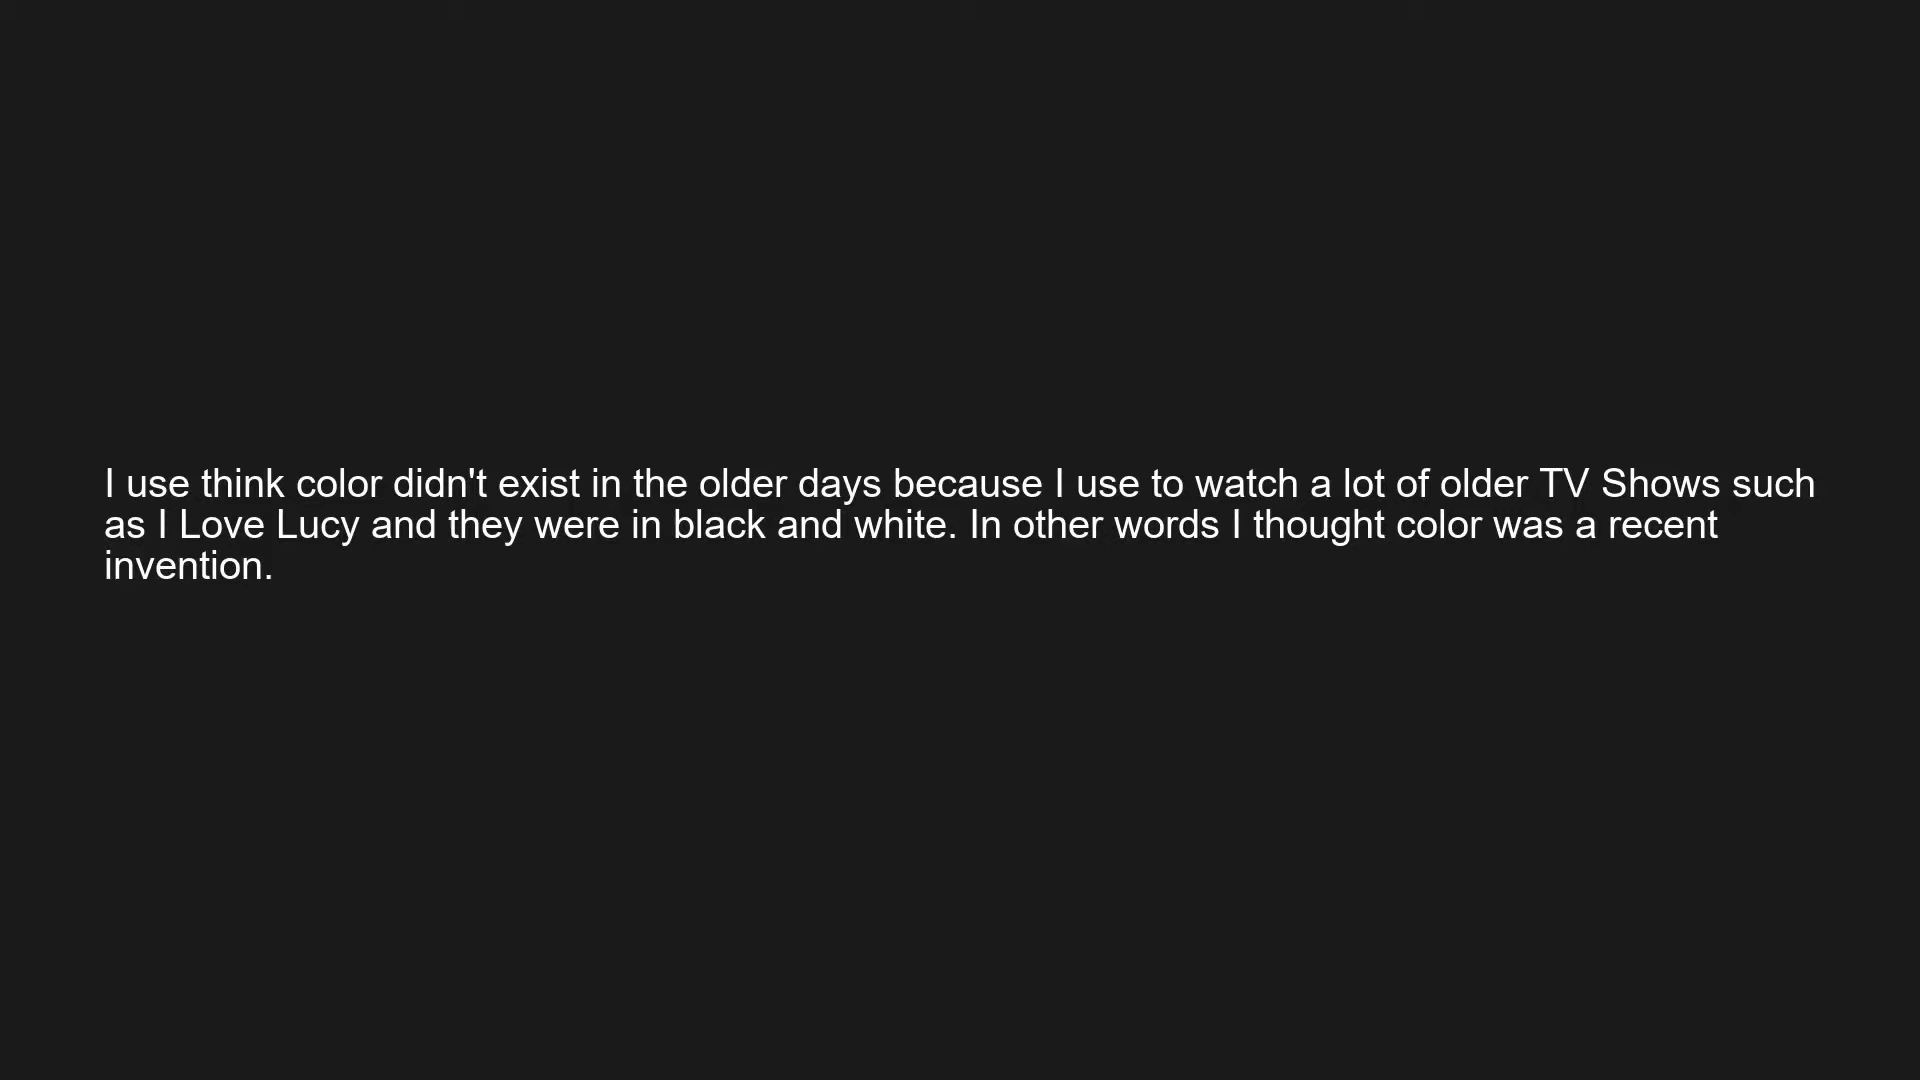 I use think color didn't exist in the older days because I use to watch a lot of older TV Shows such
as I Love Lucy and they were in black and white. In other words I thought color was a recent
invention.